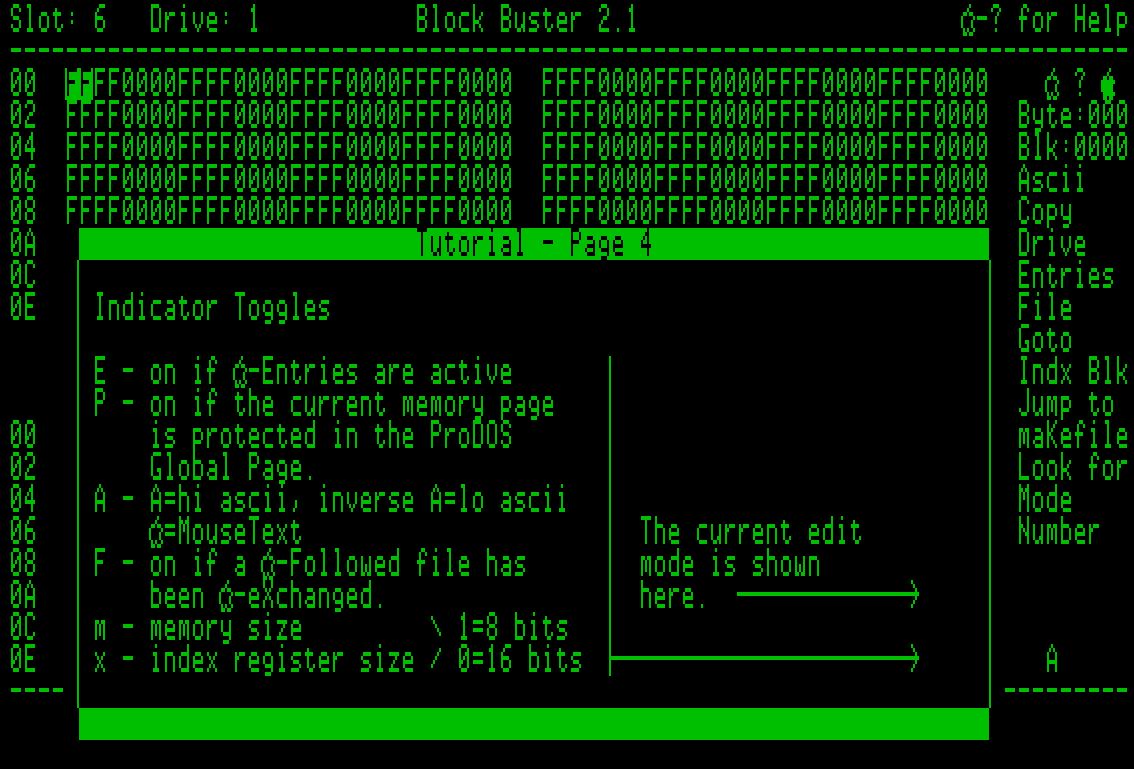 Slot: 6   Drive: 1           Block Buster 2.1                       -? for Help
00  FFFF0000FFFF0000FFFF0000FFFF0000  FFFF0000FFFF0000FFFF0000FFFF0000    ?
02  FFFF0000FFFF0000FFFF0000FFFF0000  FFFF0000FFFF0000FFFF0000FFFF0000  Byte:000
04  FFFF0000FFFF0000FFFF0000FFFF0000  FFFF0000FFFF0000FFFF0000FFFF0000  Blk:0000
06  FFFF0000FFFF0000FFFF0000FFFF0000  FFFF0000FFFF0000FFFF0000FFFF0000  Ascii
08  FFFF0000FFFF0000FFFF0000FFFF0000  FFFF0000FFFF0000FFFF0000FFFF0000  Copy
0A  Tutorial - Page 4  Drive
0C  Entries
0E  Indicator Toggles  File
Goto
E - on if -Entries are active  Indx Blk
P - on if the current memory page  Jump to
00  is protected in the ProDOS  maKefile
02  Global Page.  Look for
04  A - A=hi ascii, inverse A=lo ascii  Mode
06  =MouseText  The current edit  Number
08  F - on if a -Followed file has  mode is shown
0A  been -eXchanged.  here.
0C  m - memory size  \ 1=8 bits
0E  x - index register size / 0=16 bits  A